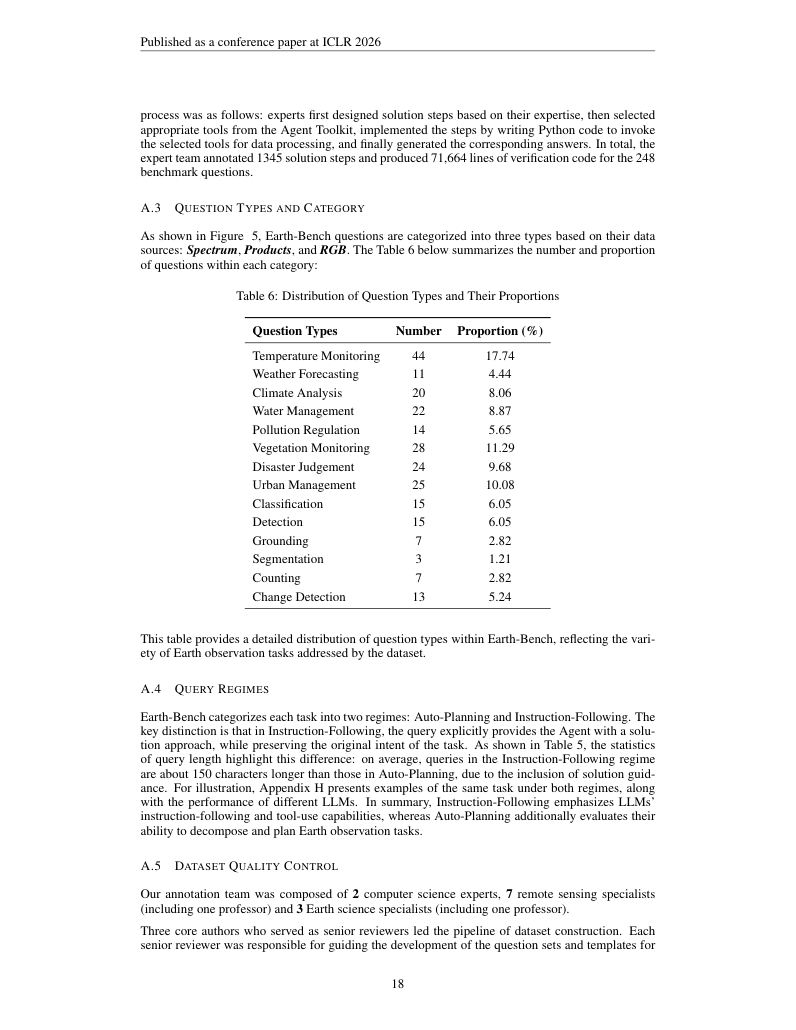 Published as a conference paper at ICLR 2026
process was as follows: experts first designed solution steps based on their expertise, then selected
appropriate tools from the Agent Toolkit, implemented the steps by writing Python code to invoke
the selected tools for data processing, and finally generated the corresponding answers. In total, the
expert team annotated 1345 solution steps and produced 71,664 lines of verification code for the 248
benchmark questions.
A.3 QUESTION TYPES AND CATEGORY
As shown in Figure 5, Earth-Bench questions are categorized into three types based on their data
sources: Spectrum, Products, and RGB. The Table 6 below summarizes the number and proportion
of questions within each category:
Table 6: Distribution of Question Types and Their Proportions
Question Types Number Proportion (%)
Temperature Monitoring 44 17.74
Weather Forecasting 11 4.44
Climate Analysis 20 8.06
Water Management 22 8.87
Pollution Regulation 14 5.65
Vegetation Monitoring 28 11.29
Disaster Judgement 24 9.68
Urban Management 25 10.08
Classification 15 6.05
Detection 15 6.05
Grounding 7 2.82
Segmentation 3 1.21
Counting 7 2.82
Change Detection 13 5.24
This table provides a detailed distribution of question types within Earth-Bench, reflecting the vari-
ety of Earth observation tasks addressed by the dataset.
A.4 QUERY REGIMES
Earth-Bench categorizes each task into two regimes: Auto-Planning and Instruction-Following. The
key distinction is that in Instruction-Following, the query explicitly provides the Agent with a solu-
tion approach, while preserving the original intent of the task. As shown in Table 5, the statistics
of query length highlight this difference: on average, queries in the Instruction-Following regime
are about 150 characters longer than those in Auto-Planning, due to the inclusion of solution guid-
ance. For illustration, Appendix H presents examples of the same task under both regimes, along
with the performance of different LLMs. In summary, Instruction-Following emphasizes LLMs'
instruction-following and tool-use capabilities, whereas Auto-Planning additionally evaluates their
ability to decompose and plan Earth observation tasks.
A.5 DATASET QUALITY CONTROL
Our annotation team was composed of 2 computer science experts, 7 remote sensing specialists
(including one professor) and 3 Earth science specialists (including one professor).
Three core authors who served as senior reviewers led the pipeline of dataset construction. Each
senior reviewer was responsible for guiding the development of the question sets and templates for
18